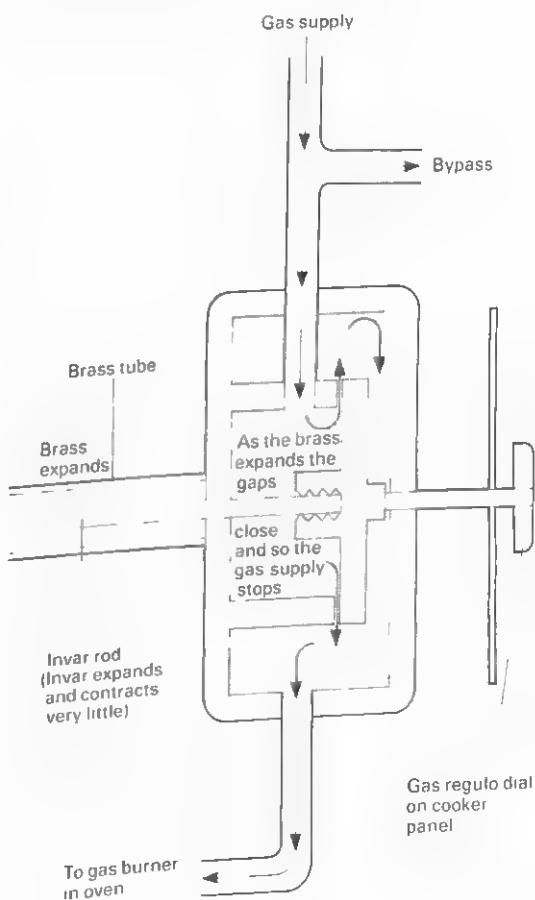 Gas supply
Bypass
Brass tube
Brass
expands
As the brass
expands the
gaps
close
and so the
gas supply
stops
Invar rod
(Invar expands
and contracts
very little)
Gas regulo dial
on cooker
panel
To gas burner
in oven